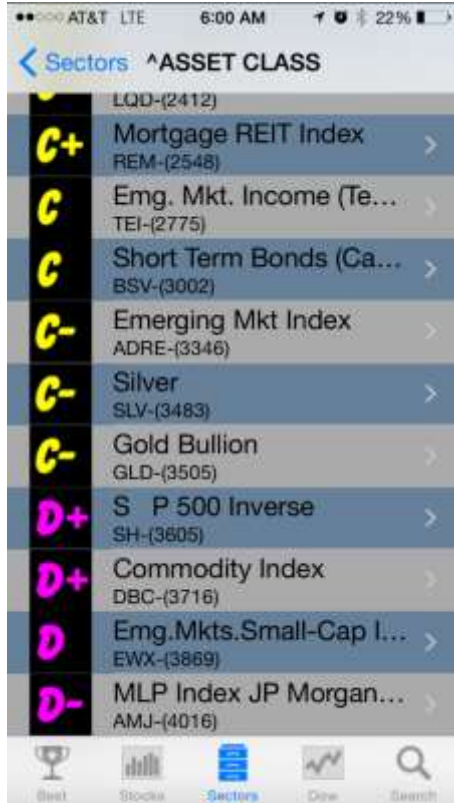 AT&T LTE 6:00 AM 22%
Sectors ^ASSET CLASS
LQD-(2412)
C+ Mortgage REIT Index
REM-(2548)
C Emg. Mkt. Income (Te...
TEI-(2775)
C Short Term Bonds (Ca...
BSV-(3002)
C- Emerging Mkt Index
ADRE-(3346)
C- Silver
SLV-(3483)
C- Gold Bullion
GLD-(3505)
D+ S P 500 Inverse
SH-(3605)
D+ Commodity Index
DBC-(3716)
D Emg.Mkts.Small-Cap I...
EWX-(3869)
D- MLP Index JP Morgan...
AMJ-(4016)
Best Stocks Sectors Dow Search